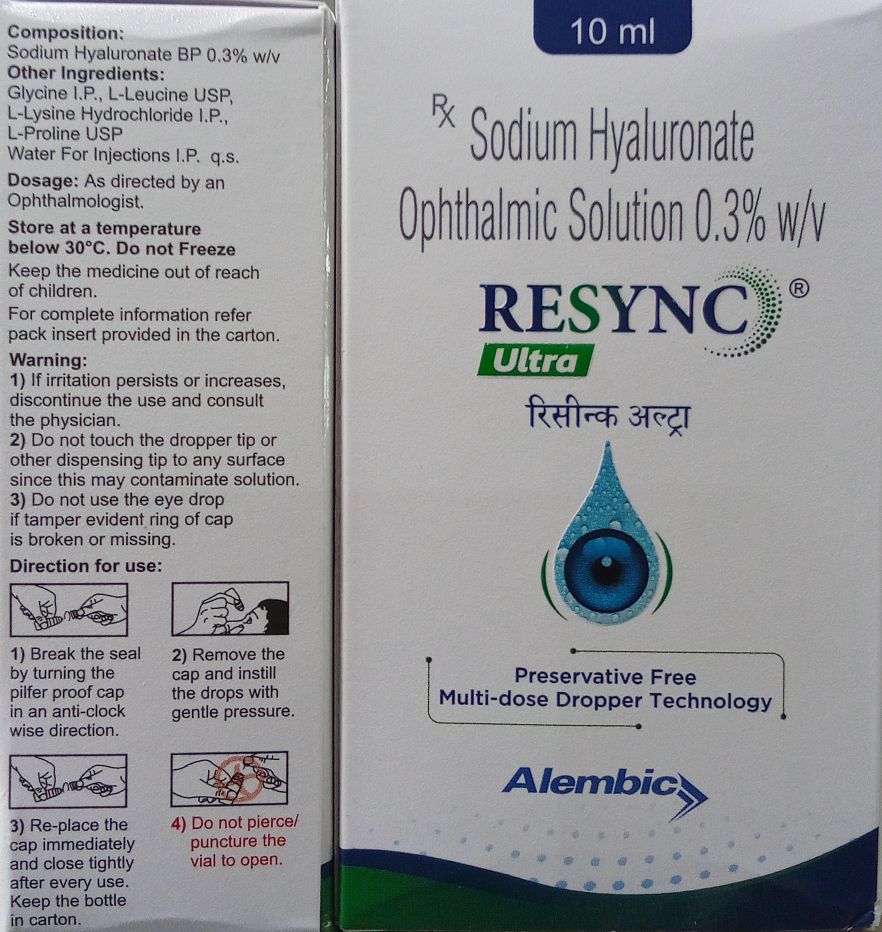 Composition:
Sodium Hyaluronate BP 0.3% w/v
Other Ingredients:
Glycine I.P., L-Leucine USP,
L-Lysine Hydrochloride I.P.,
L-Proline USP
Water For Injections I.P. q.s.
Dosage: As directed by an
Ophthalmologist.
Store at a temperature
below 30°C. Do not Freeze
Keep the medicine out of reach
of children.
For complete information refer
pack insert provided in the carton.
Warning:
1) If irritation persists or increases,
discontinue the use and consult
the physician.
2) Do not touch the dropper tip or
other dispensing tip to any surface
since this may contaminate solution.
3) Do not use the eye drop
if tamper evident ring of cap
is broken or missing.
Direction for use:
1) Break the seal
by turning the
pilfer proof cap
in an anti-clock
wise direction.
2) Remove the
cap and instill
the drops with
gentle pressure.
3) Re-place the
cap immediately
and close tightly
after every use.
Keep the bottle
in carton.
4) Do not pierce/
puncture the
vial to open.
10 ml
Rx Sodium Hyaluronate
Ophthalmic Solution 0.3% w/v
RESYNC ®
Ultra
रिसीन्क अल्ट्रा
Preservative Free
Multi-dose Dropper Technology
Alembic